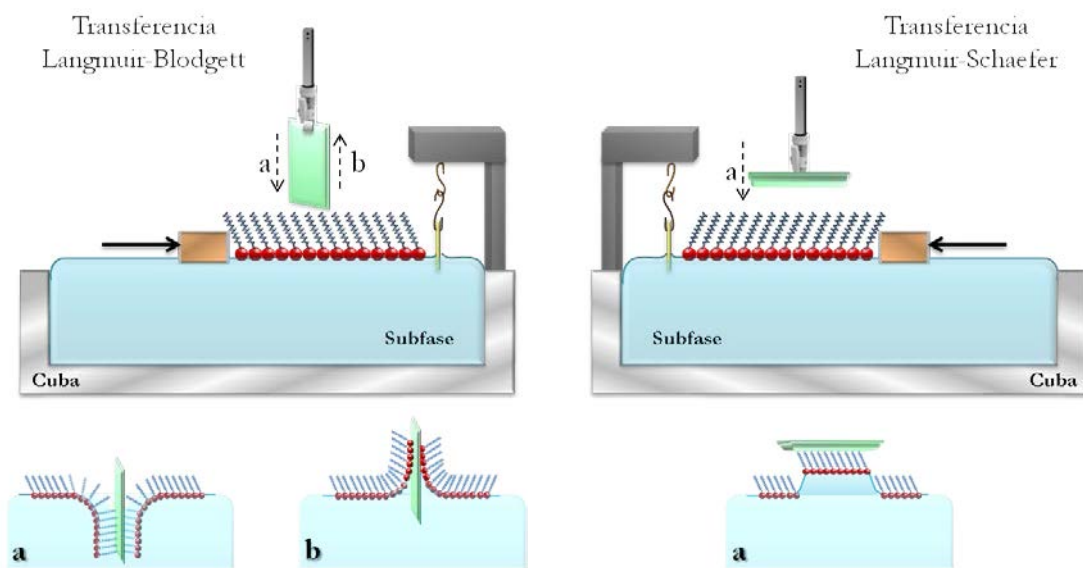 Transferencia
Langmuir-Blodgett
Transferencia
Langmuir-Schaefer
a
b
a
Subfase
Cuba
Subfase
Cuba
a
b
a